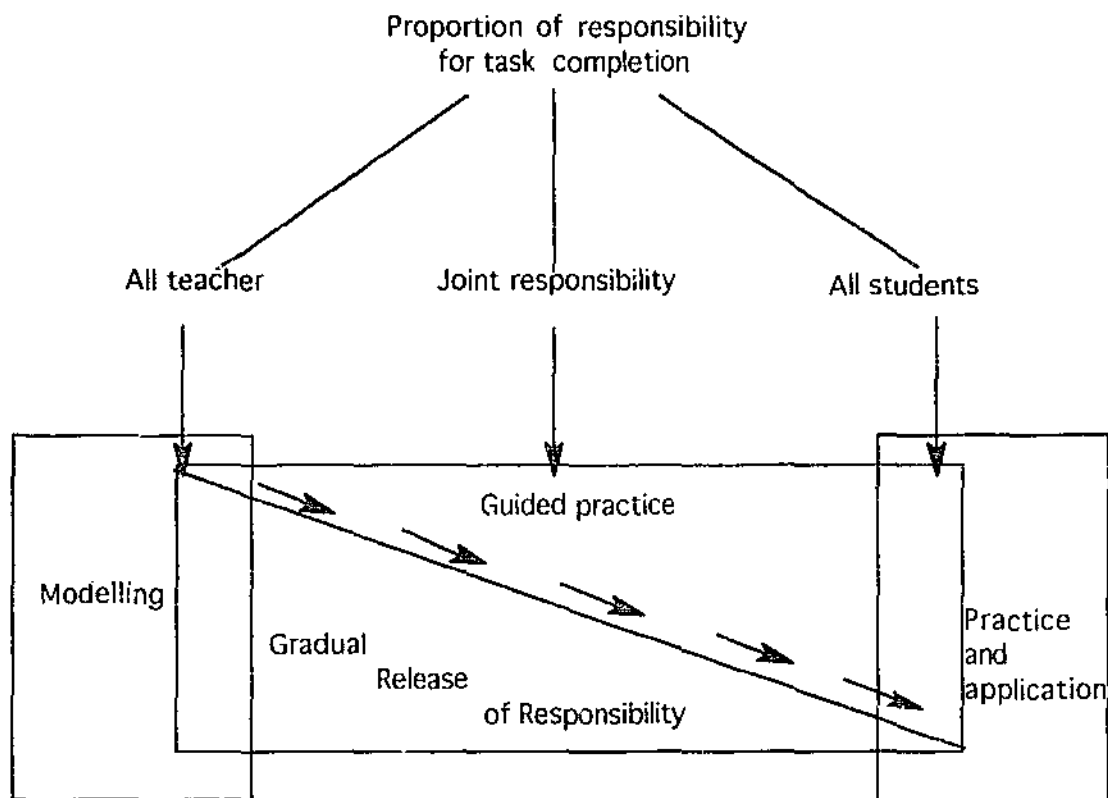 Proportion of responsibility
for task completion
All teacher
Joint responsibility
All students
Guided practice
Modelling
Gradual
Release
of Responsibility
Practice
and
application